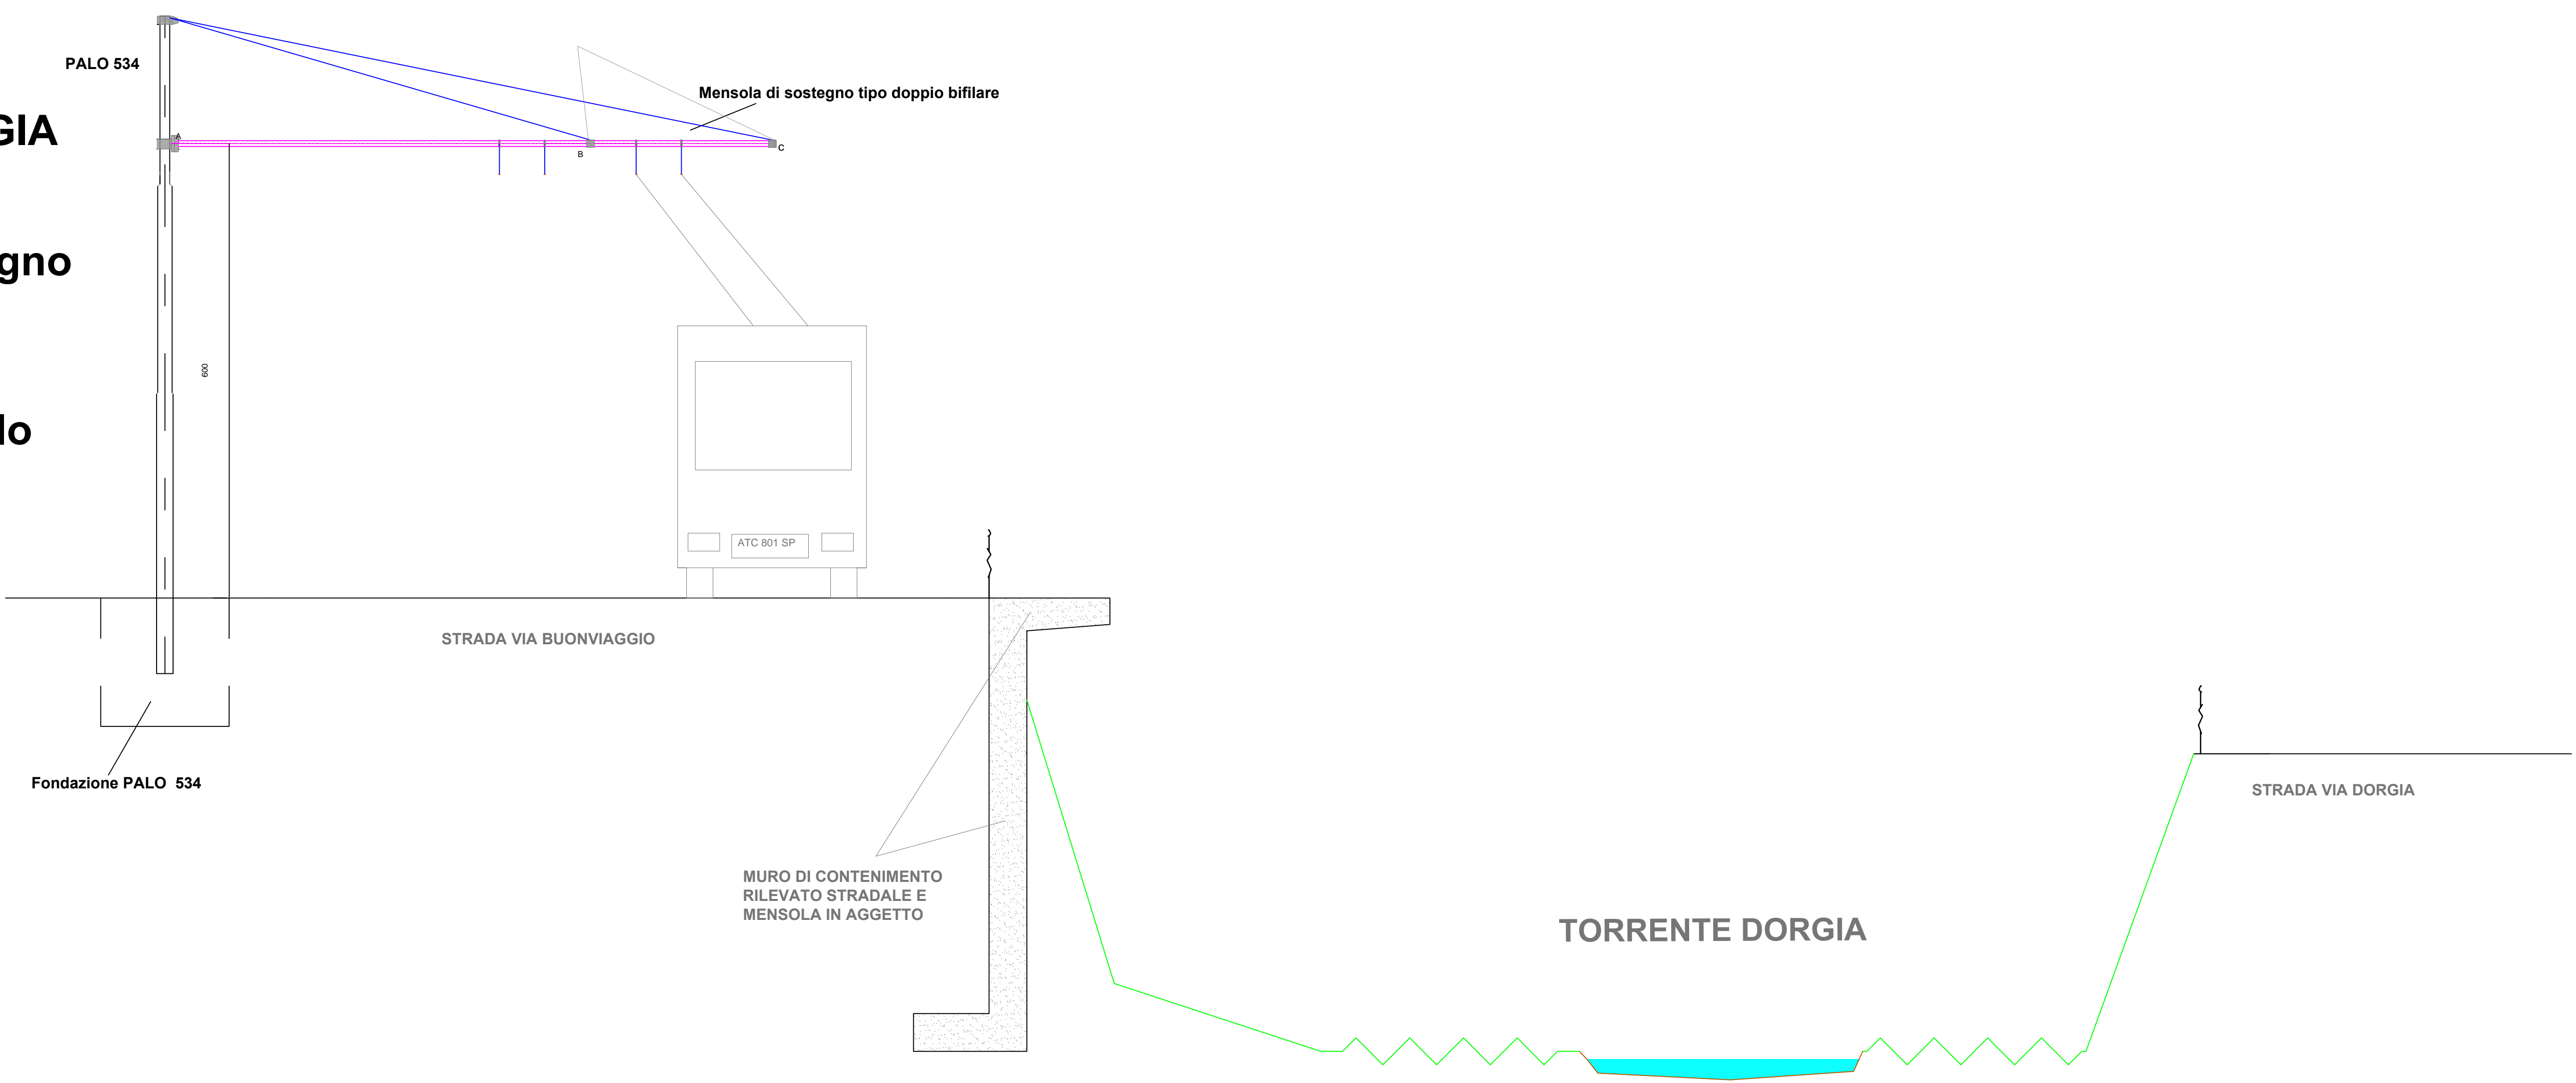 PALO 534
Mensola di sostegno tipo doppio bifilare
GIA
A
B
C
gno
600
lo
ATC 801 SP
STRADA VIA BUONVIAGGIO
Fondazione PALO 534
STRADA VIA DORGIA
MURO DI CONTENIMENTO
RILEVATO STRADALE E
MENSOLA IN AGGETTO
TORRENTE DORGIA